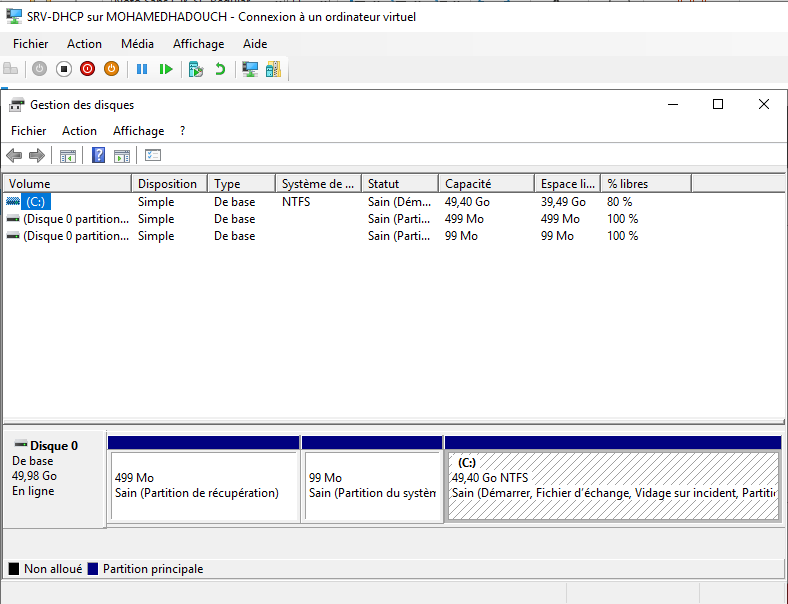 SRV-DHCP sur MOHAMEDHADOUCH - Connexion à un ordinateur virtuel
Fichier Action Média Affichage Aide
Gestion des disques
Fichier Action Affichage ?
Volume Disposition Type Système de ... Statut Capacité Espace li... % libres
(C:) Simple De base NTFS Sain (Dém... 49,40 Go 39,49 Go 80 %
(Disque 0 partition... Simple De base Sain (Parti... 499 Mo 499 Mo 100 %
(Disque 0 partition... Simple De base Sain (Parti... 99 Mo 99 Mo 100 %
Disque 0
De base
49,98 Go
En ligne
499 Mo
Sain (Partition de récupération)
99 Mo
Sain (Partition du systèm
(C:)
49,40 Go NTFS
Sain (Démarrer, Fichier d'échange, Vidage sur incident, Partiti
Non alloué Partition principale